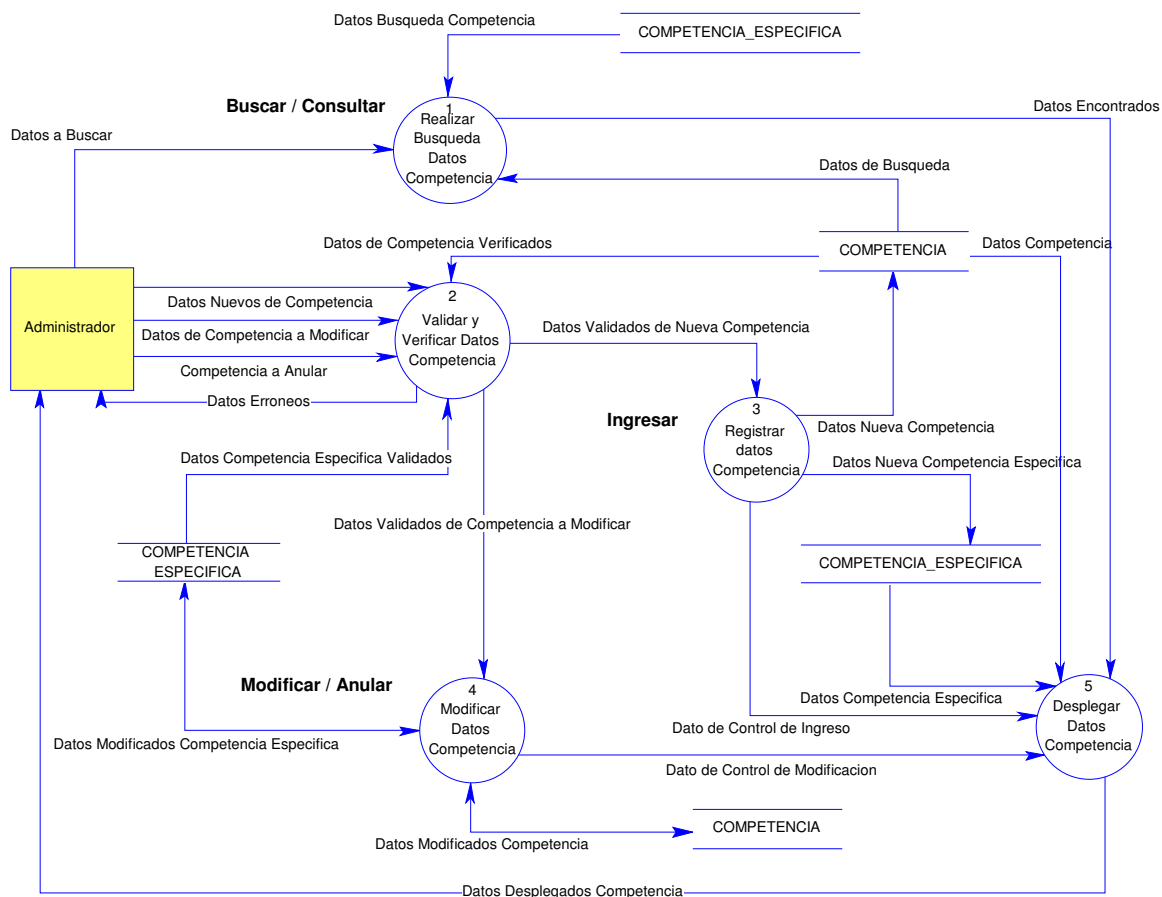 Datos Busqueda Competencia
COMPETENCIA_ESPECIFICA
Buscar / Consultar
1
Realizar
Busqueda
Datos
Competencia
Datos Encontrados
Datos a Buscar
Datos de Busqueda
Datos de Competencia Verificados
COMPETENCIA
Datos Competencia
Administrador
Datos Nuevos de Competencia
Datos de Competencia a Modificar
Competencia a Anular
Datos Erroneos
2
Validar y
Verificar Datos
Competencia
Datos Validados de Nueva Competencia
Ingresar
3
Registrar
datos
Competencia
Datos Nueva Competencia
Datos Nueva Competencia Especifica
Datos Competencia Especifica Validados
Datos Validados de Competencia a Modificar
COMPETENCIA
ESPECIFICA
COMPETENCIA_ESPECIFICA
Modificar / Anular
4
Modificar
Datos
Competencia
Datos Competencia Especifica
5
Desplegar
Datos
Competencia
Dato de Control de Ingreso
Datos Modificados Competencia Especifica
Dato de Control de Modificacion
COMPETENCIA
Datos Modificados Competencia
Datos Desplegados Competencia